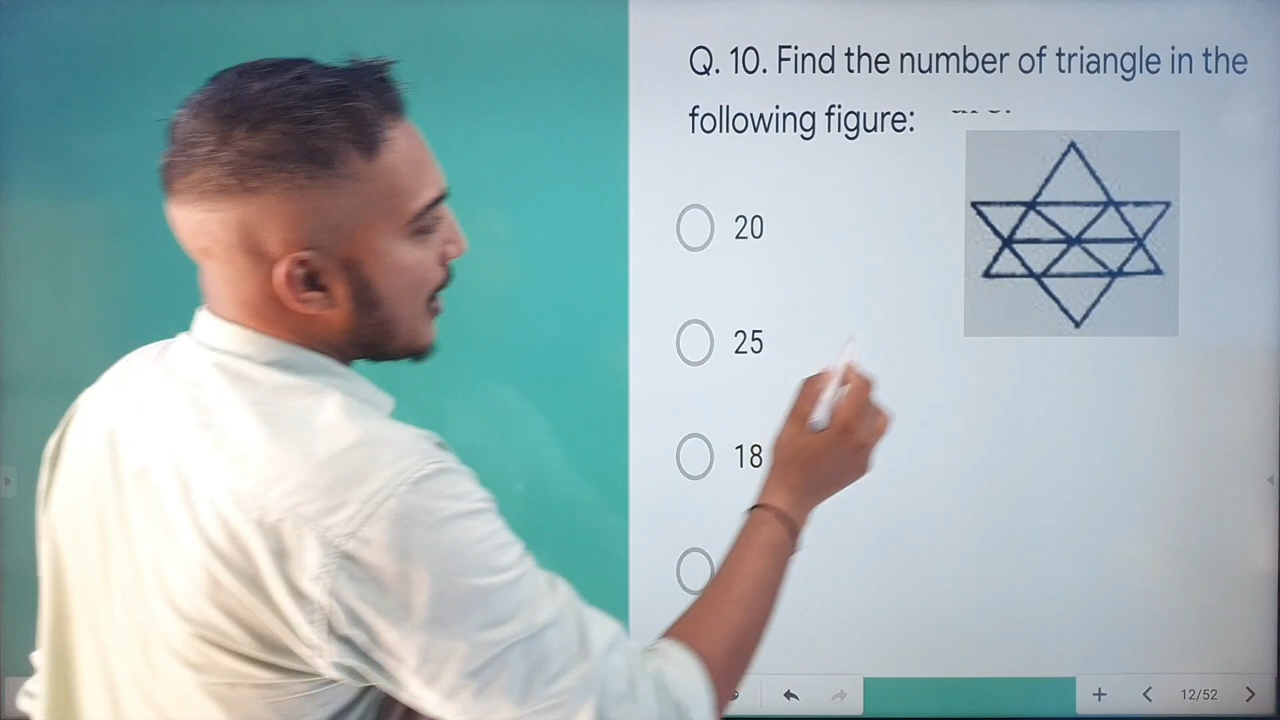 Q. 10. Find the number of triangle in the
following figure:
20
25
18
12/52